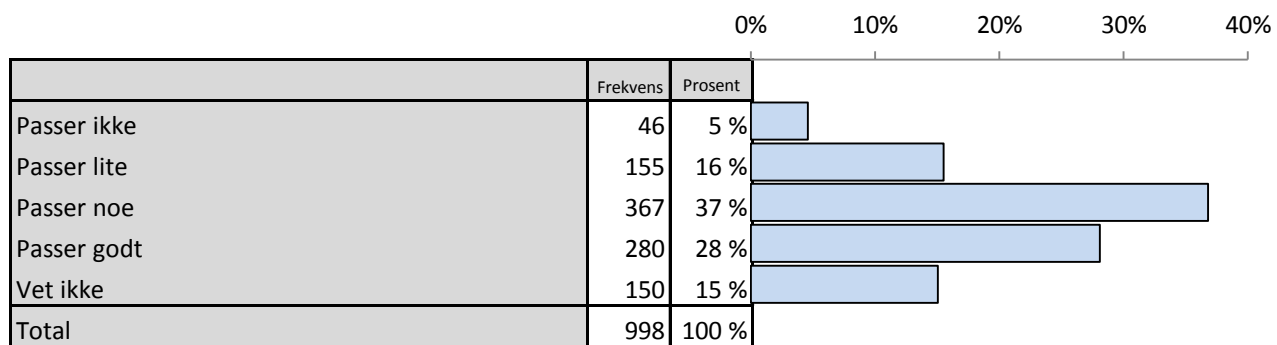 0% 10% 20% 30% 40%
Frekvens Prosent
Passer ikke 46 5 %
Passer lite 155 16 %
Passer noe 367 37 %
Passer godt 280 28 %
Vet ikke 150 15 %
Total 998 100 %